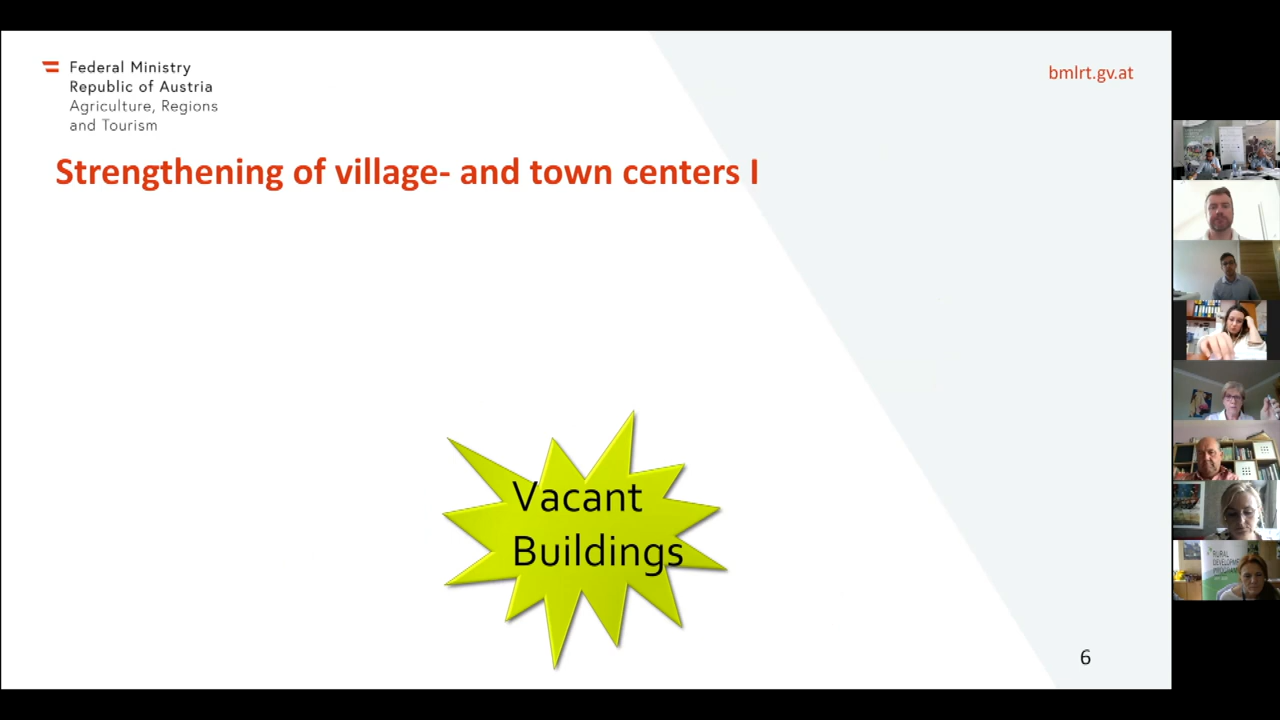 Federal Ministry
Republic of Austria
Agriculture, Regions
and Tourism
bmlrt.gv.at
Strengthening of village- and town centers I
Vacant
Buildings
6
RURAL